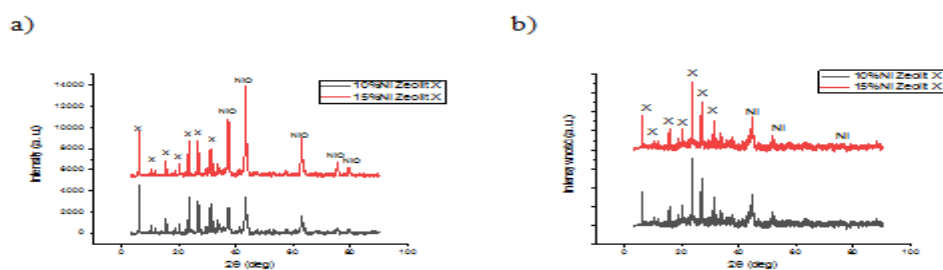 a)
Intensity (a.u.)
14000
12000
10000
8000
6000
4000
2000
0
0 20 40 60 80 100
2Θ (deg)
10%Ni Zeolit X
15%Ni Zeolit X
X X X X X X X NiO NiO NiO NiO NiO
b)
0 20 40 60 80 100
2Θ (deg)
10%Ni Zeolit X
15%Ni Zeolit X
X X X X X X X Ni Ni Ni